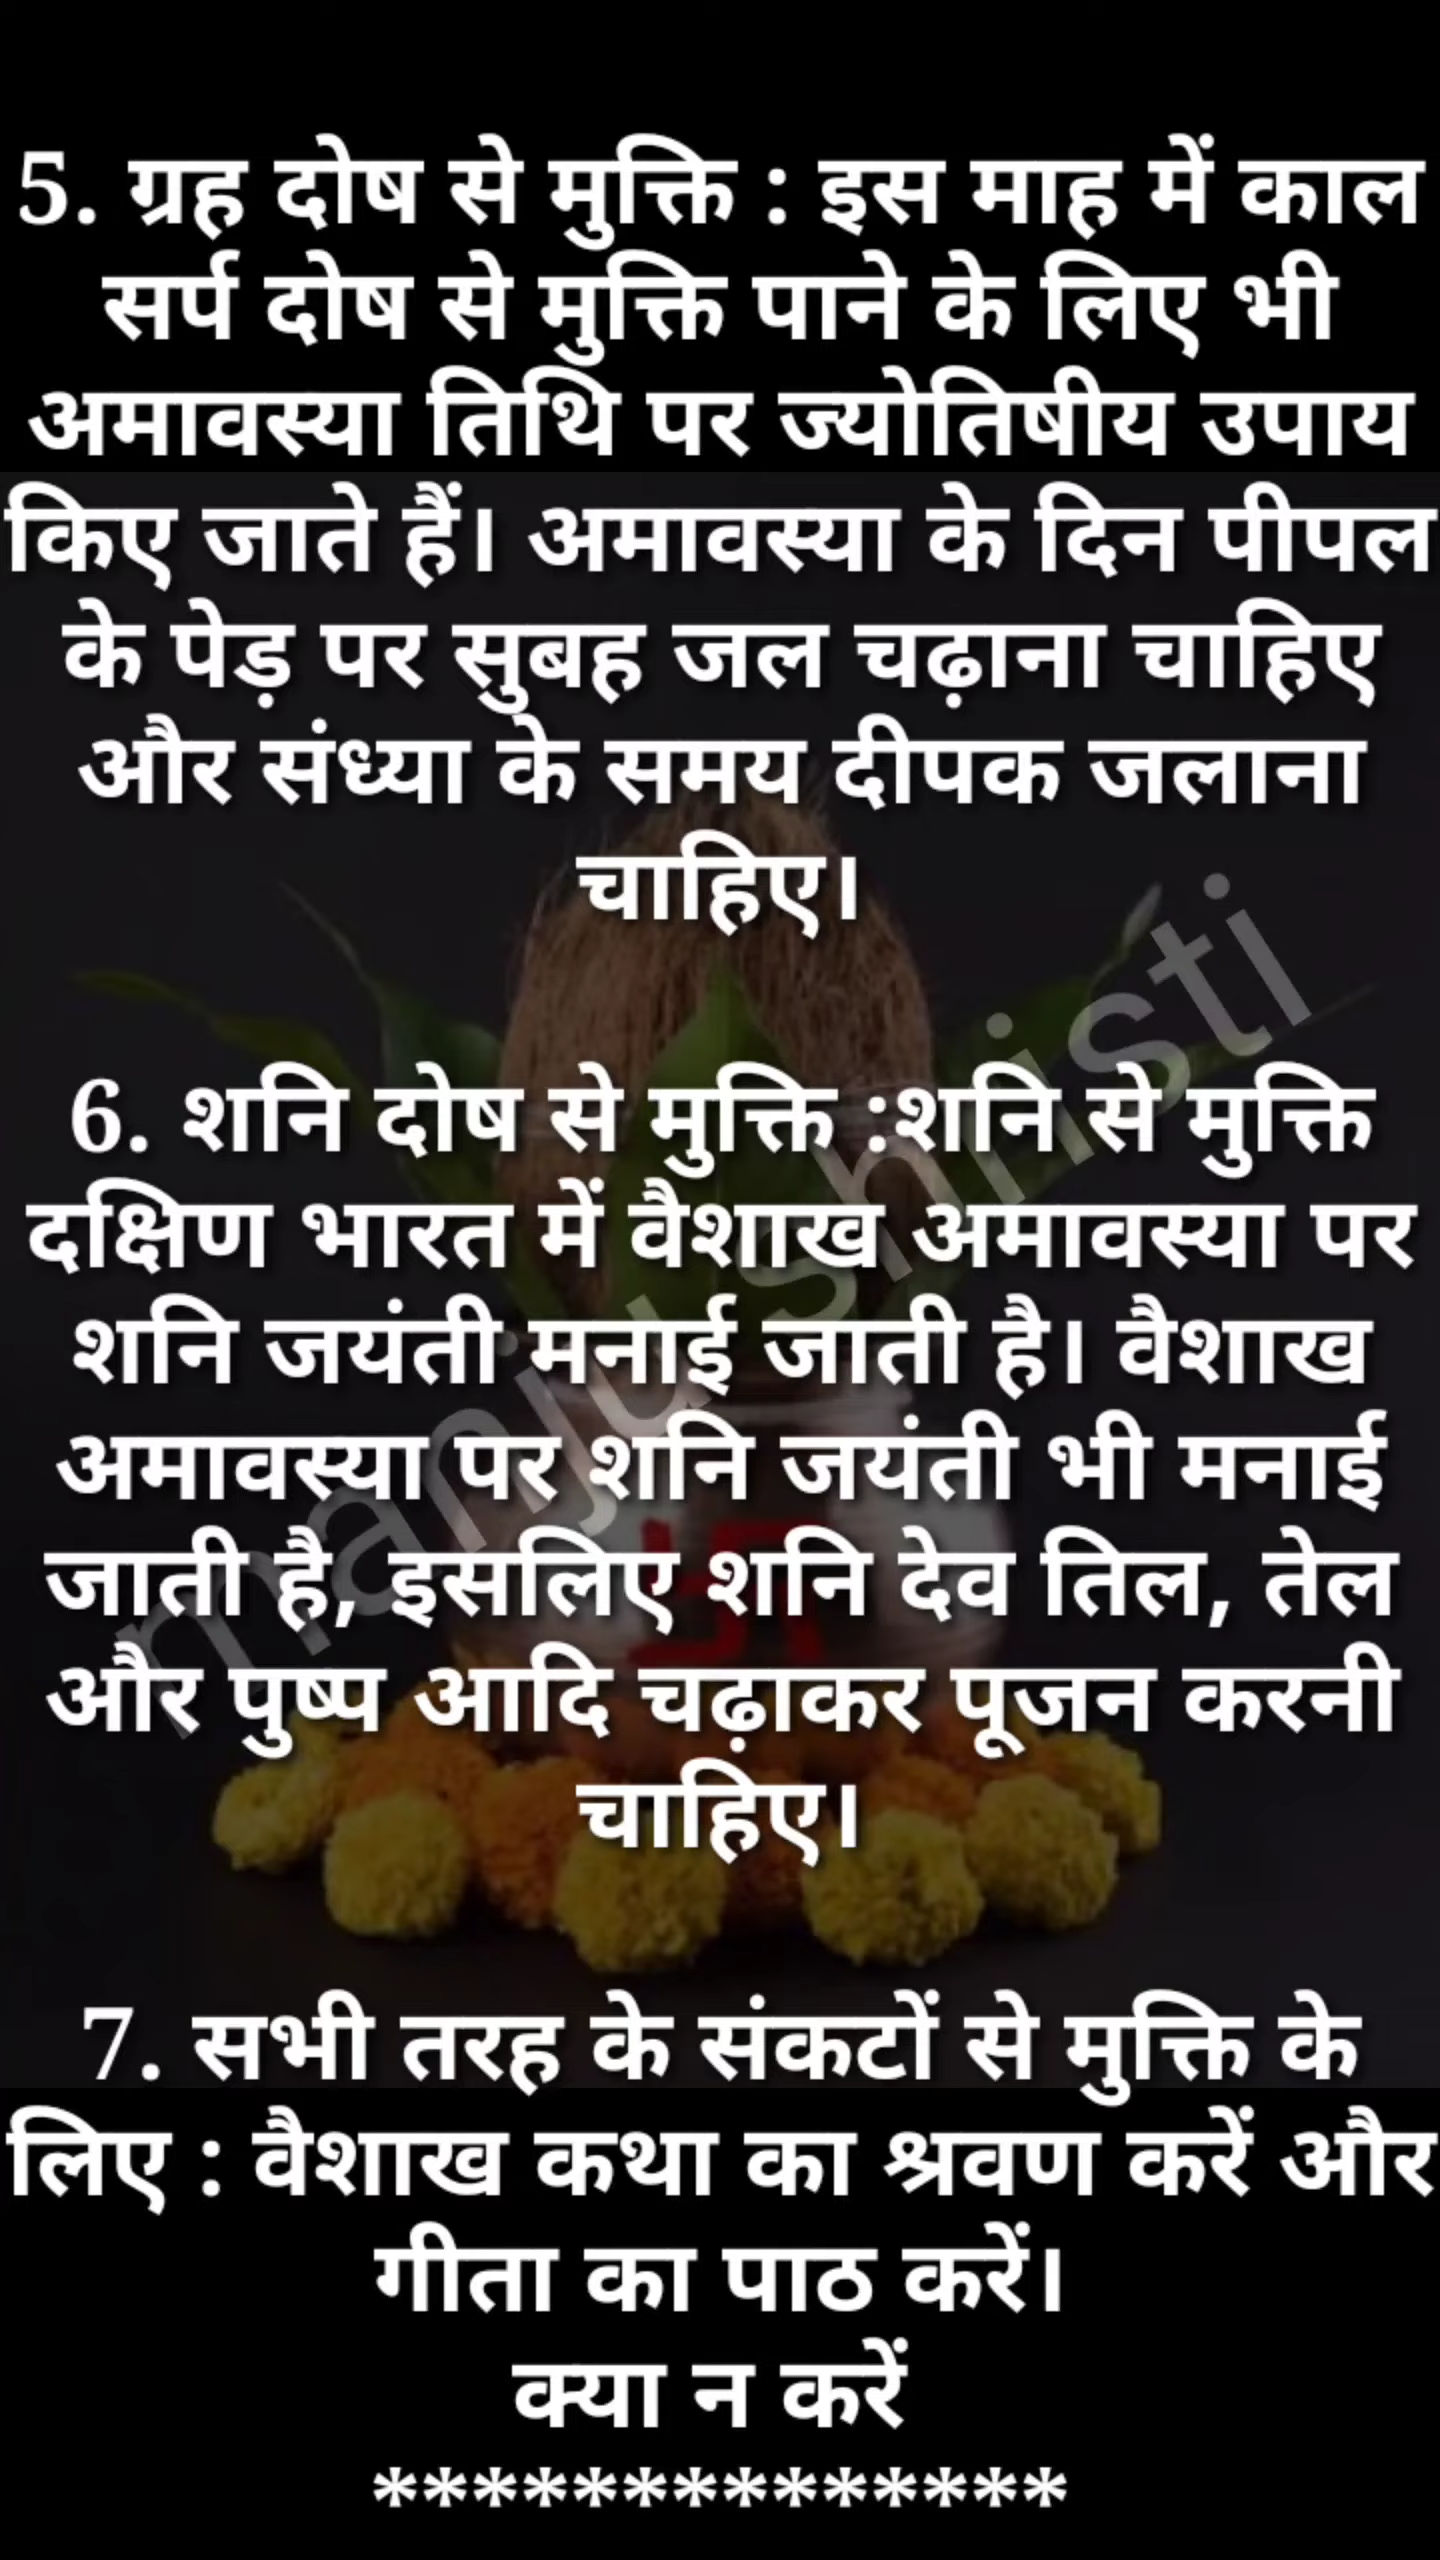 5. ग्रह दोष से मुक्ति : इस माह में काल
सर्प दोष से मुक्ति पाने के लिए भी
अमावस्या तिथि पर ज्योतिषीय उपाय
किए जाते हैं। अमावस्या के दिन पीपल
के पेड़ पर सुबह जल चढ़ाना चाहिए
और संध्या के समय दीपक जलाना
चाहिए।
6. शनि दोष से मुक्ति :शनि से मुक्ति
दक्षिण भारत में वैशाख अमावस्या पर
शनि जयंती मनाई जाती है। वैशाख
अमावस्या पर शनि जयंती भी मनाई
जाती है, इसलिए शनि देव तिल, तेल
और पुष्प आदि चढ़ाकर पूजन करनी
चाहिए।
7. सभी तरह के संकटों से मुक्ति के
लिए : वैशाख कथा का श्रवण करें और
गीता का पाठ करें।
क्या न करें
**************
manju shristi